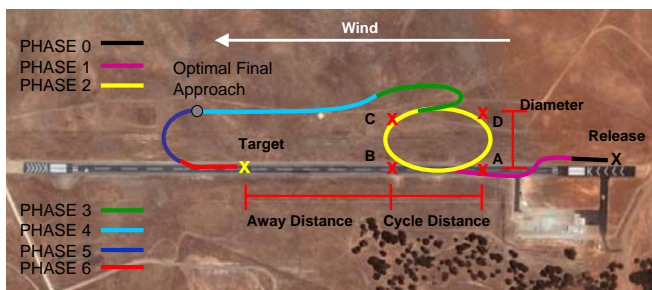 Wind
PHASE 0
PHASE 1
PHASE 2
Optimal Final
Approach
Diameter
C
D
Target
Release
X
X
X
B
A
X
X
X
Away Distance
Cycle Distance
PHASE 3
PHASE 4
PHASE 5
PHASE 6